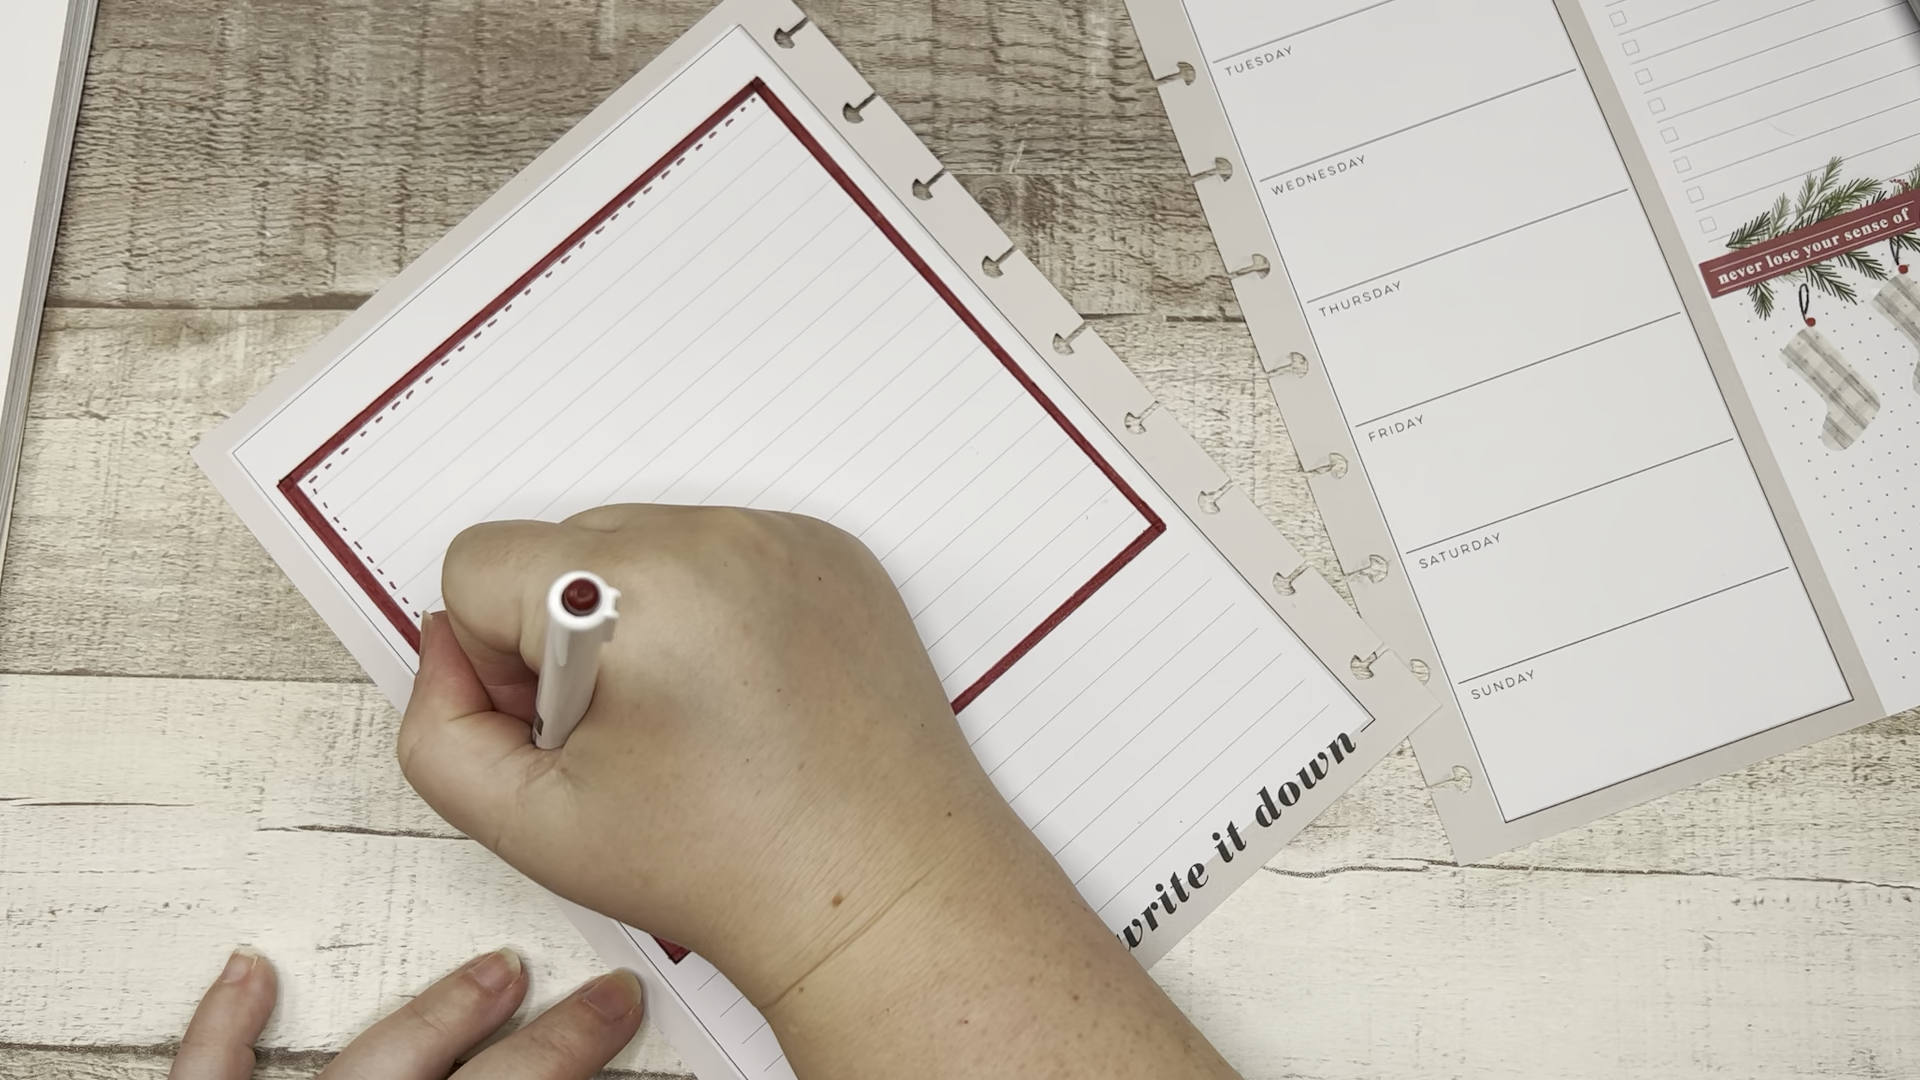 TUESDAY
WEDNESDAY
THURSDAY
FRIDAY
SATURDAY
SUNDAY
never lose your sense of
write it down